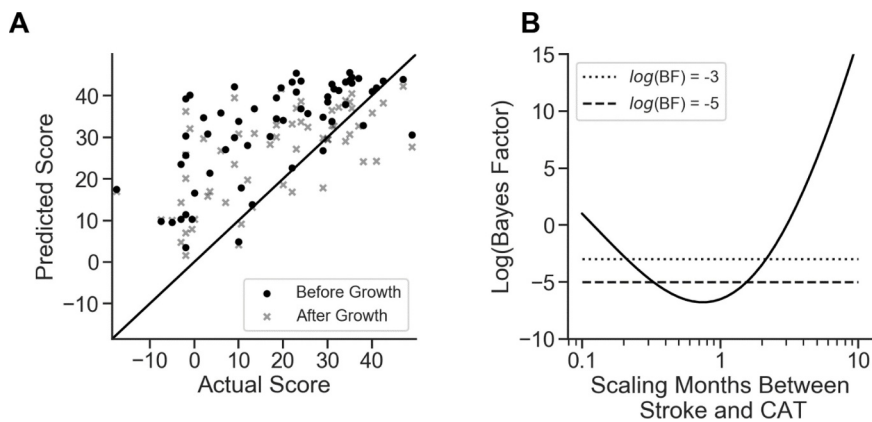 A
Predicted Score
40
30
20
10
0
−10
−10 0 10 20 30 40
Actual Score
Before Growth
After Growth
B
Log(Bayes Factor)
15
10
5
0
−5
−10
0.1 1 10
Scaling Months Between
Stroke and CAT
log(BF) = -3
log(BF) = -5